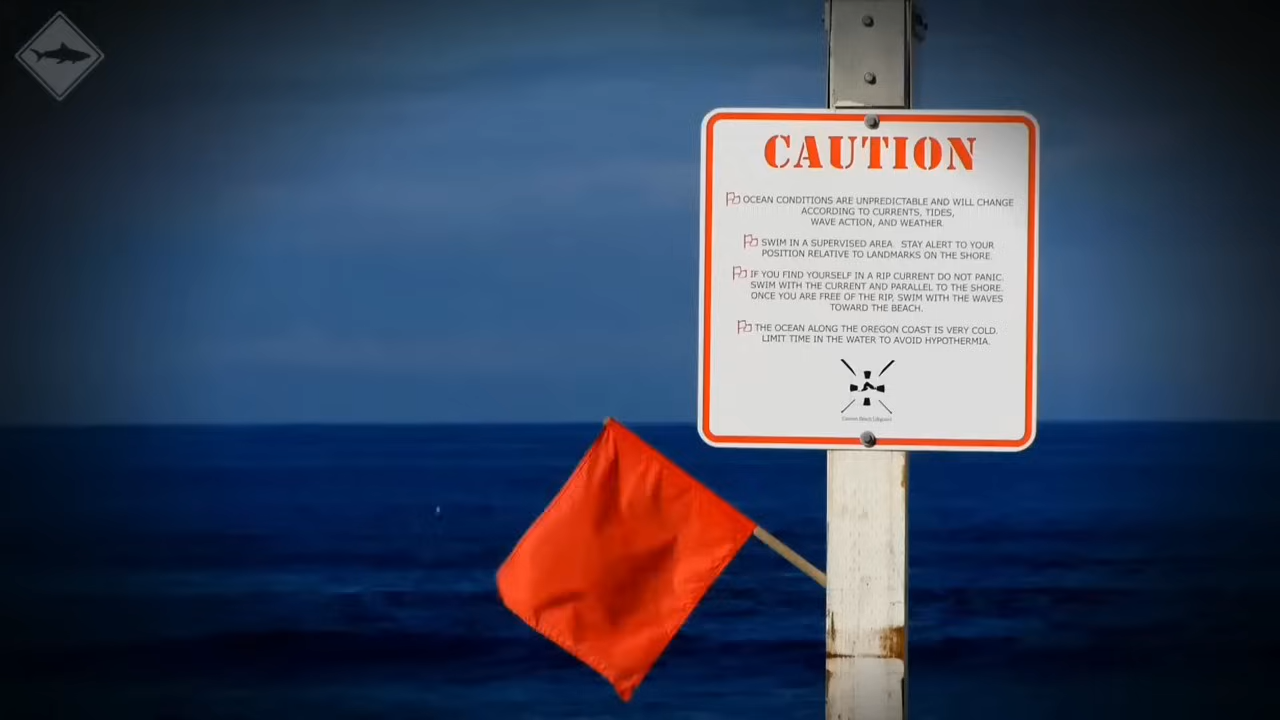 CAUTION
OCEAN CONDITIONS ARE UNPREDICTABLE AND WILL CHANGE
ACCORDING TO CURRENTS, TIDES,
WAVE ACTION, AND WEATHER.
SWIM IN A SUPERVISED AREA. STAY ALERT TO YOUR
POSITION RELATIVE TO LANDMARKS ON THE SHORE.
IF YOU FIND YOURSELF IN A RIP CURRENT DO NOT PANIC.
SWIM WITH THE CURRENT AND PARALLEL TO THE SHORE.
ONCE YOU ARE FREE OF THE RIP, SWIM WITH THE WAVES
TOWARD THE BEACH.
THE OCEAN ALONG THE OREGON COAST IS VERY COLD.
LIMIT TIME IN THE WATER TO AVOID HYPOTHERMIA.
Cannon Beach Lifeguard